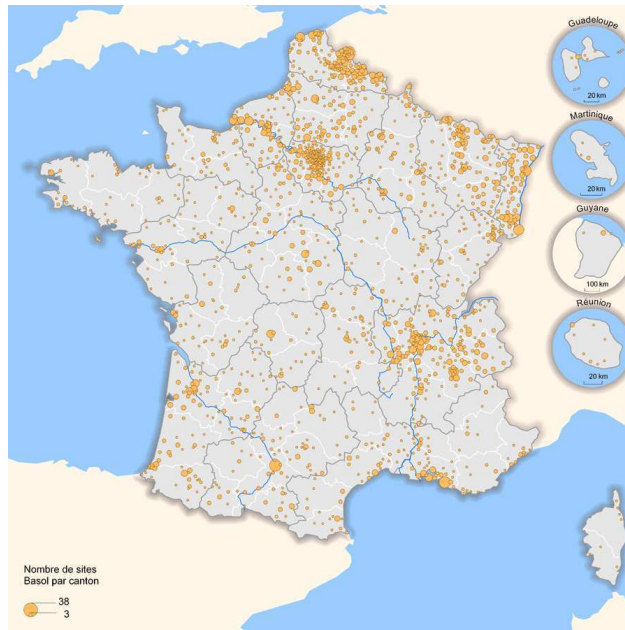 Guadeloupe
20 km
Martinique
20 km
Guyane
100 km
Réunion
20 km
Nombre de sites
Basol par canton
38
3